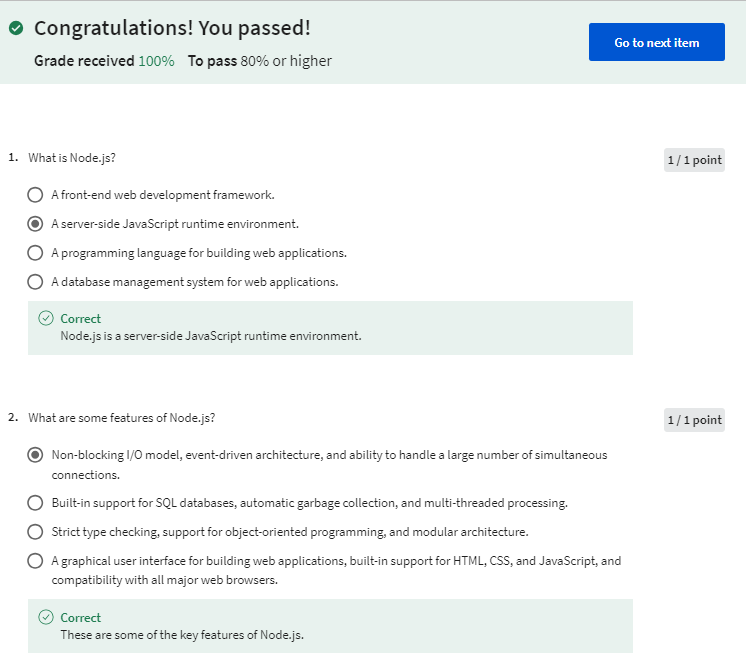 Congratulations! You passed!
Grade received 100% To pass 80% or higher
Go to next item
1. What is Node.js?
1 / 1 point
A front-end web development framework.
A server-side JavaScript runtime environment.
A programming language for building web applications.
A database management system for web applications.
Correct
Node.js is a server-side JavaScript runtime environment.
2. What are some features of Node.js?
1 / 1 point
Non-blocking I/O model, event-driven architecture, and ability to handle a large number of simultaneous
connections.
Built-in support for SQL databases, automatic garbage collection, and multi-threaded processing.
Strict type checking, support for object-oriented programming, and modular architecture.
A graphical user interface for building web applications, built-in support for HTML, CSS, and JavaScript, and
compatibility with all major web browsers.
Correct
These are some of the key features of Node.js.